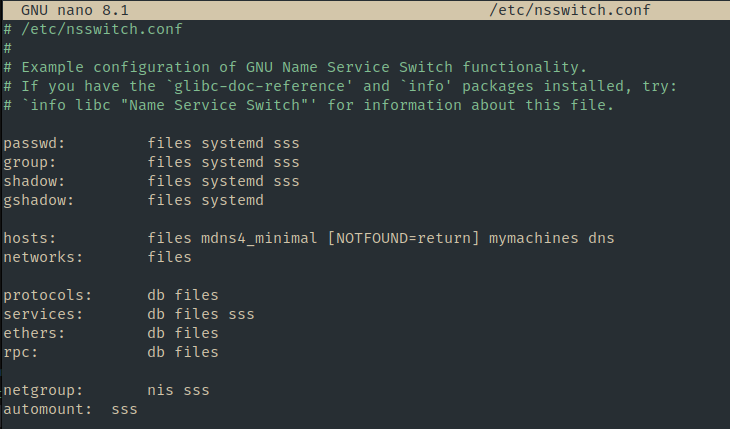 GNU nano 8.1 /etc/nsswitch.conf
# /etc/nsswitch.conf
#
# Example configuration of GNU Name Service Switch functionality.
# If you have the `glibc-doc-reference' and `info' packages installed, try:
# `info libc "Name Service Switch"' for information about this file.

passwd:         files systemd sss
group:          files systemd sss
shadow:         files systemd sss
gshadow:        files systemd

hosts:          files mdns4_minimal [NOTFOUND=return] mymachines dns
networks:       files

protocols:      db files
services:       db files sss
ethers:         db files
rpc:            db files

netgroup:       nis sss
automount:  sss